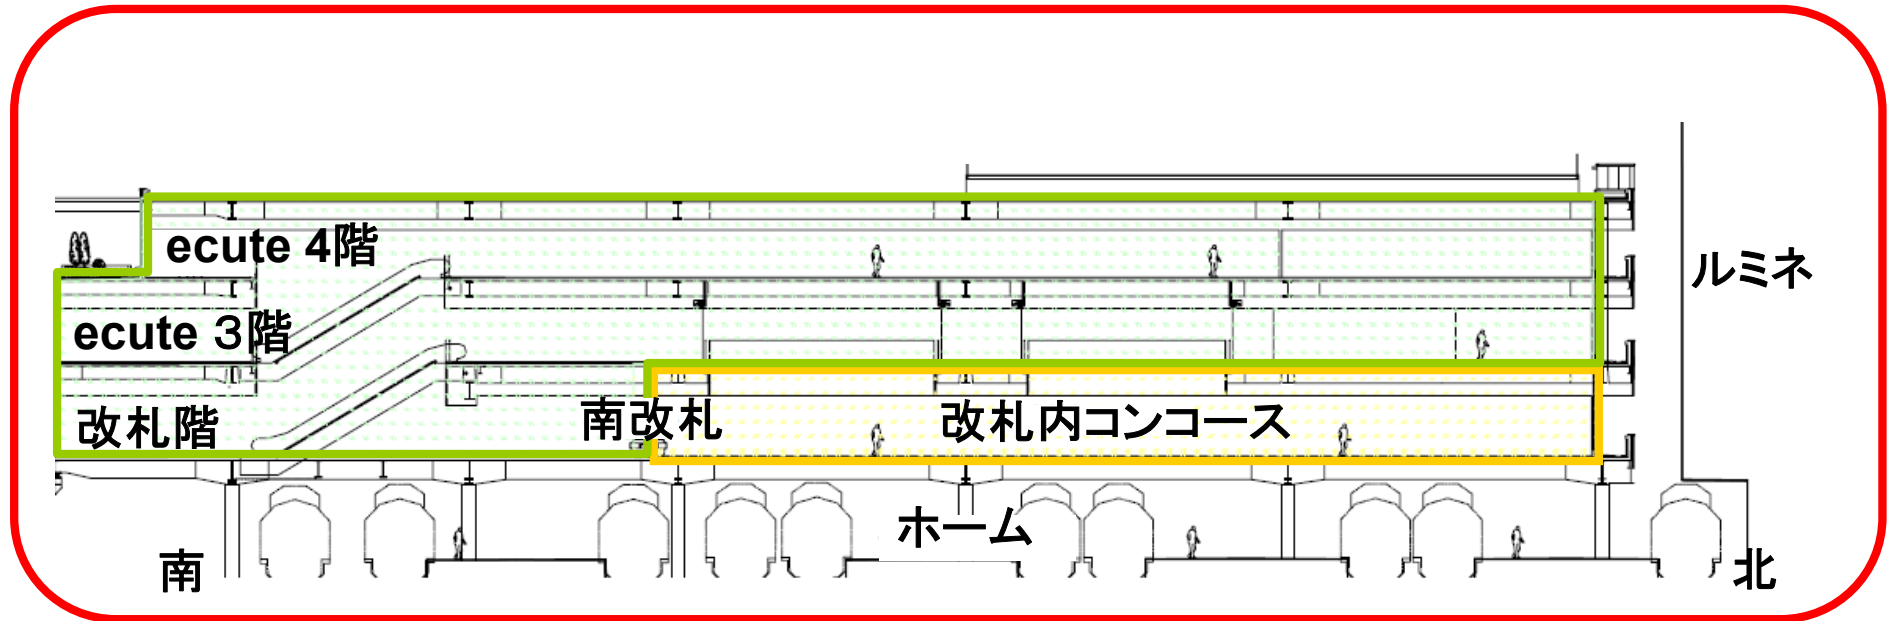 ecute 4階
ルミネ
ecute ３階
改札階
南改札
改札内コンコース
ホーム
南
北